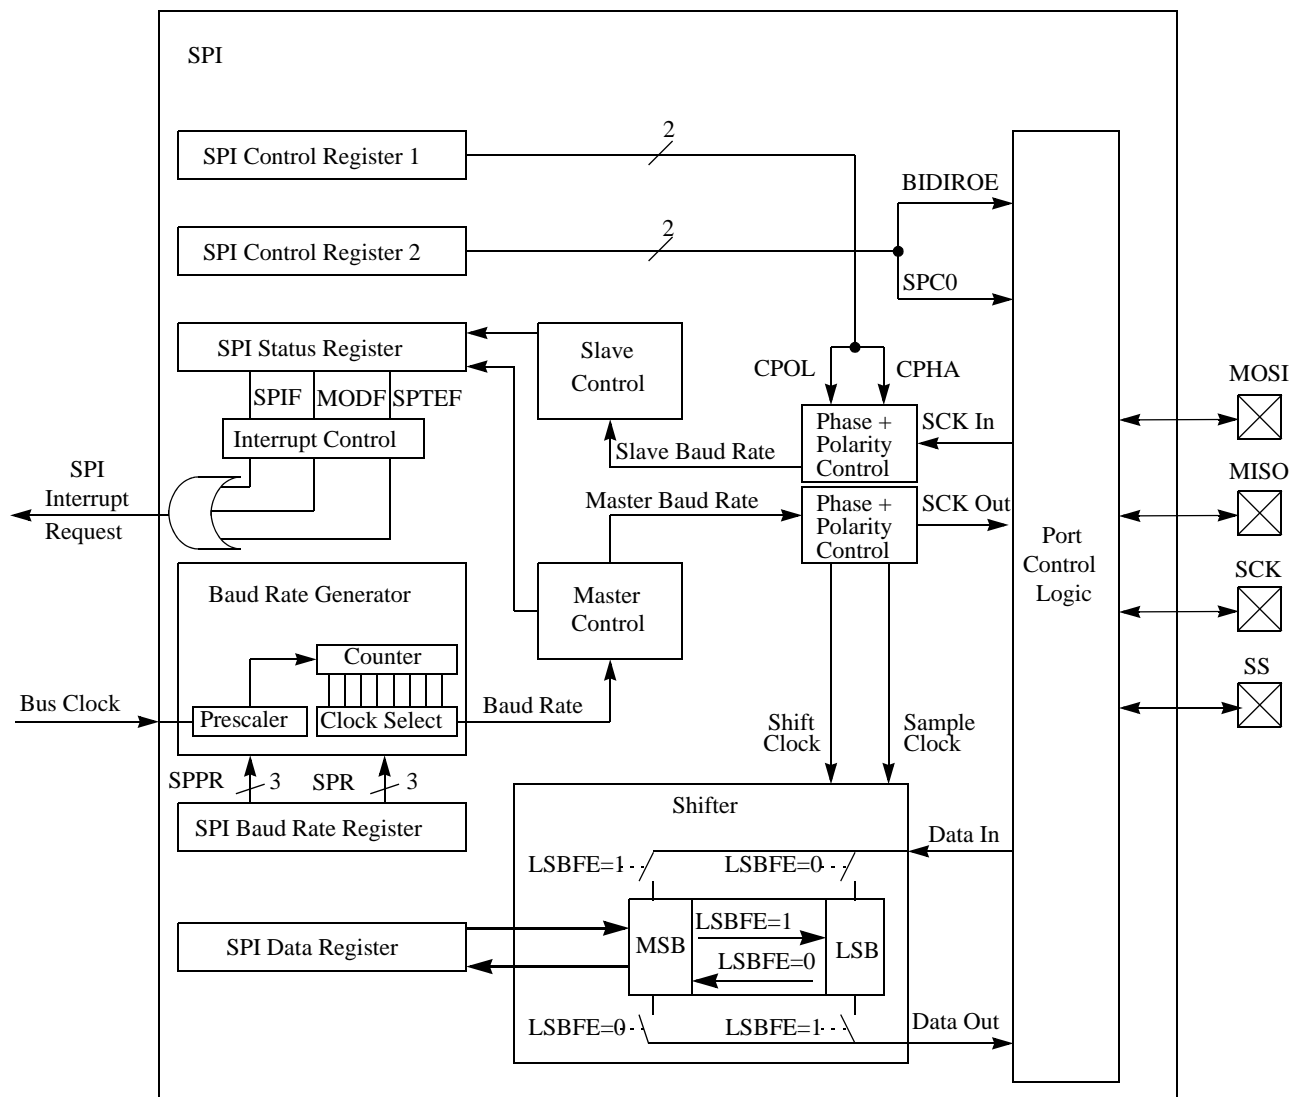 SPI
SPI Control Register 1
2
BIDIROE
SPI Control Register 2
2
SPC0
SPI Status Register
Slave
Control
CPOL
CPHA
SPIF
MODF
SPTEF
Interrupt Control
Phase +
Polarity
Control
SCK In
Slave Baud Rate
MOSI
SPI
Interrupt
Request
Master Baud Rate
Phase +
Polarity
Control
SCK Out
MISO
Port
Control
Logic
SCK
Baud Rate Generator
Master
Control
Counter
SS
Bus Clock
Prescaler
Clock Select
Baud Rate
Shift
Clock
Sample
Clock
SPPR
3
SPR
3
SPI Baud Rate Register
Shifter
Data In
LSBFE=1
LSBFE=0
SPI Data Register
MSB
LSBFE=1
LSBFE=0
LSB
LSBFE=0
LSBFE=1
Data Out